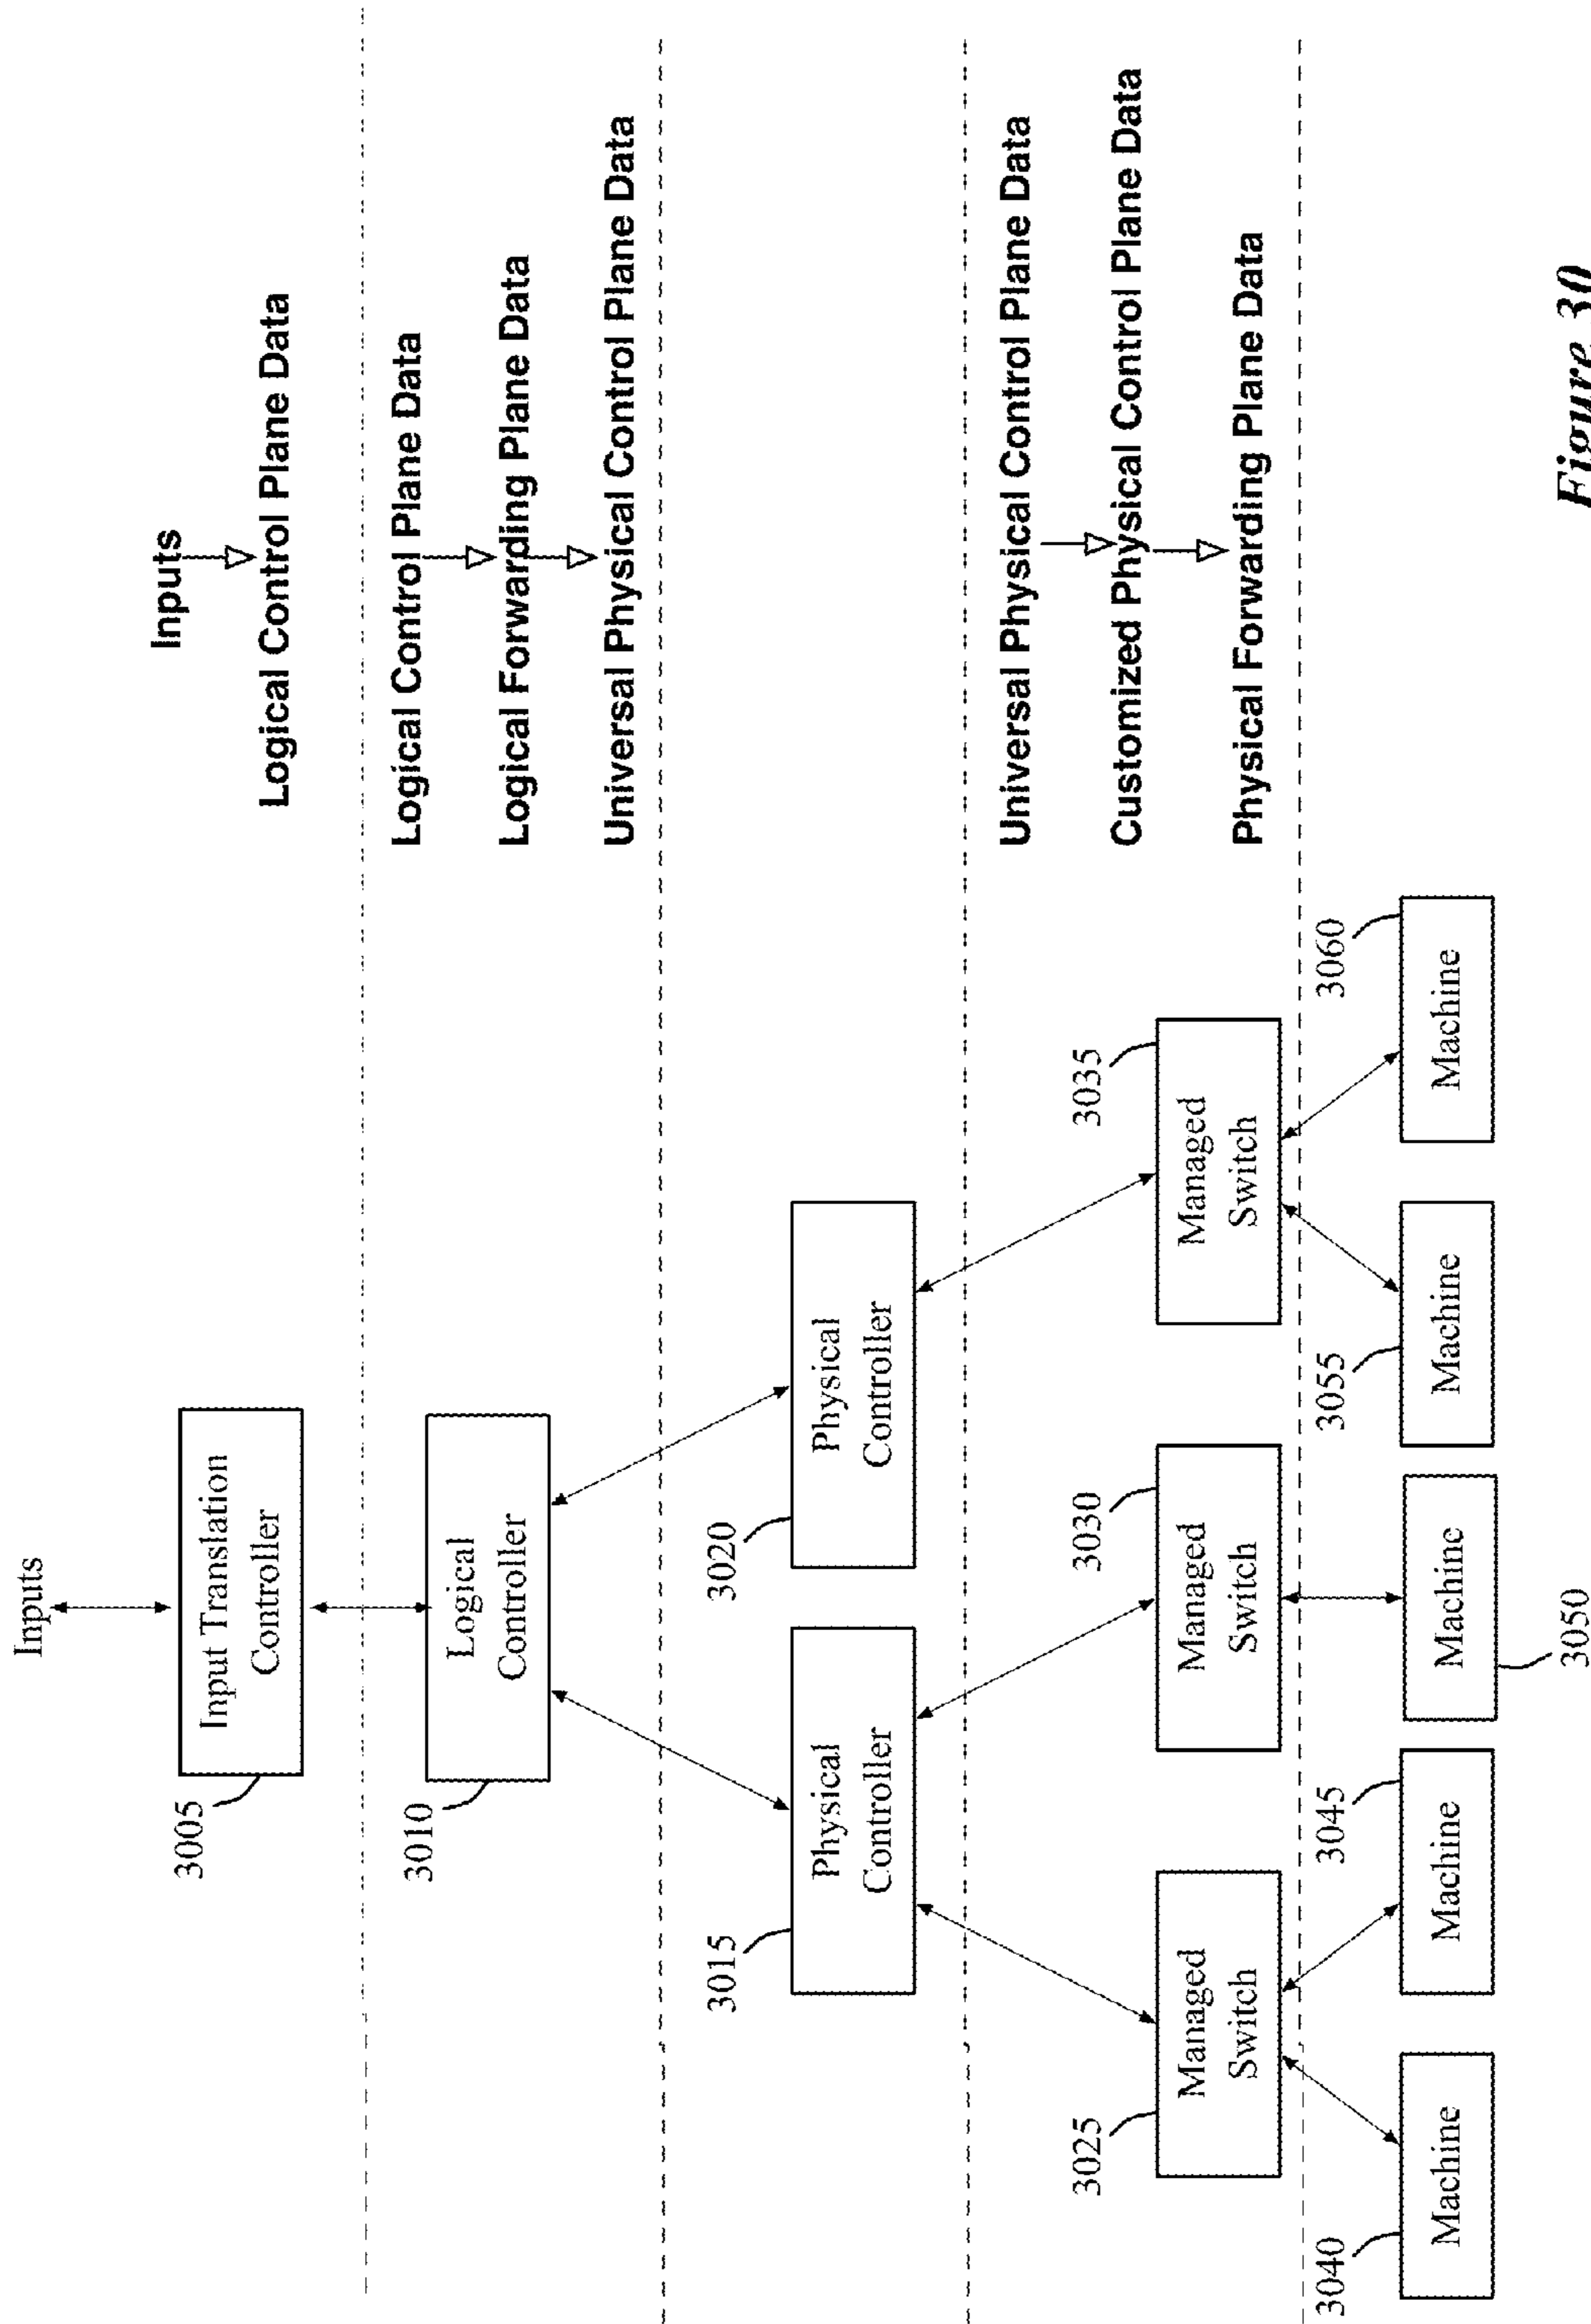 Inputs
Input Translation
Controller
3005
Inputs
Logical Control Plane Data
Logical
Controller
3010
Logical Control Plane Data
Logical Forwarding Plane Data
Universal Physical Control Plane Data
3015
Physical
Controller
3020
Physical
Controller
3025
Managed
Switch
3030
Managed
Switch
3035
Managed
Switch
Universal Physical Control Plane Data
Customized Physical Control Plane Data
Physical Forwarding Plane Data
3040
Machine
3045
Machine
Machine
3050
3055
Machine
3060
Machine
Figure 30